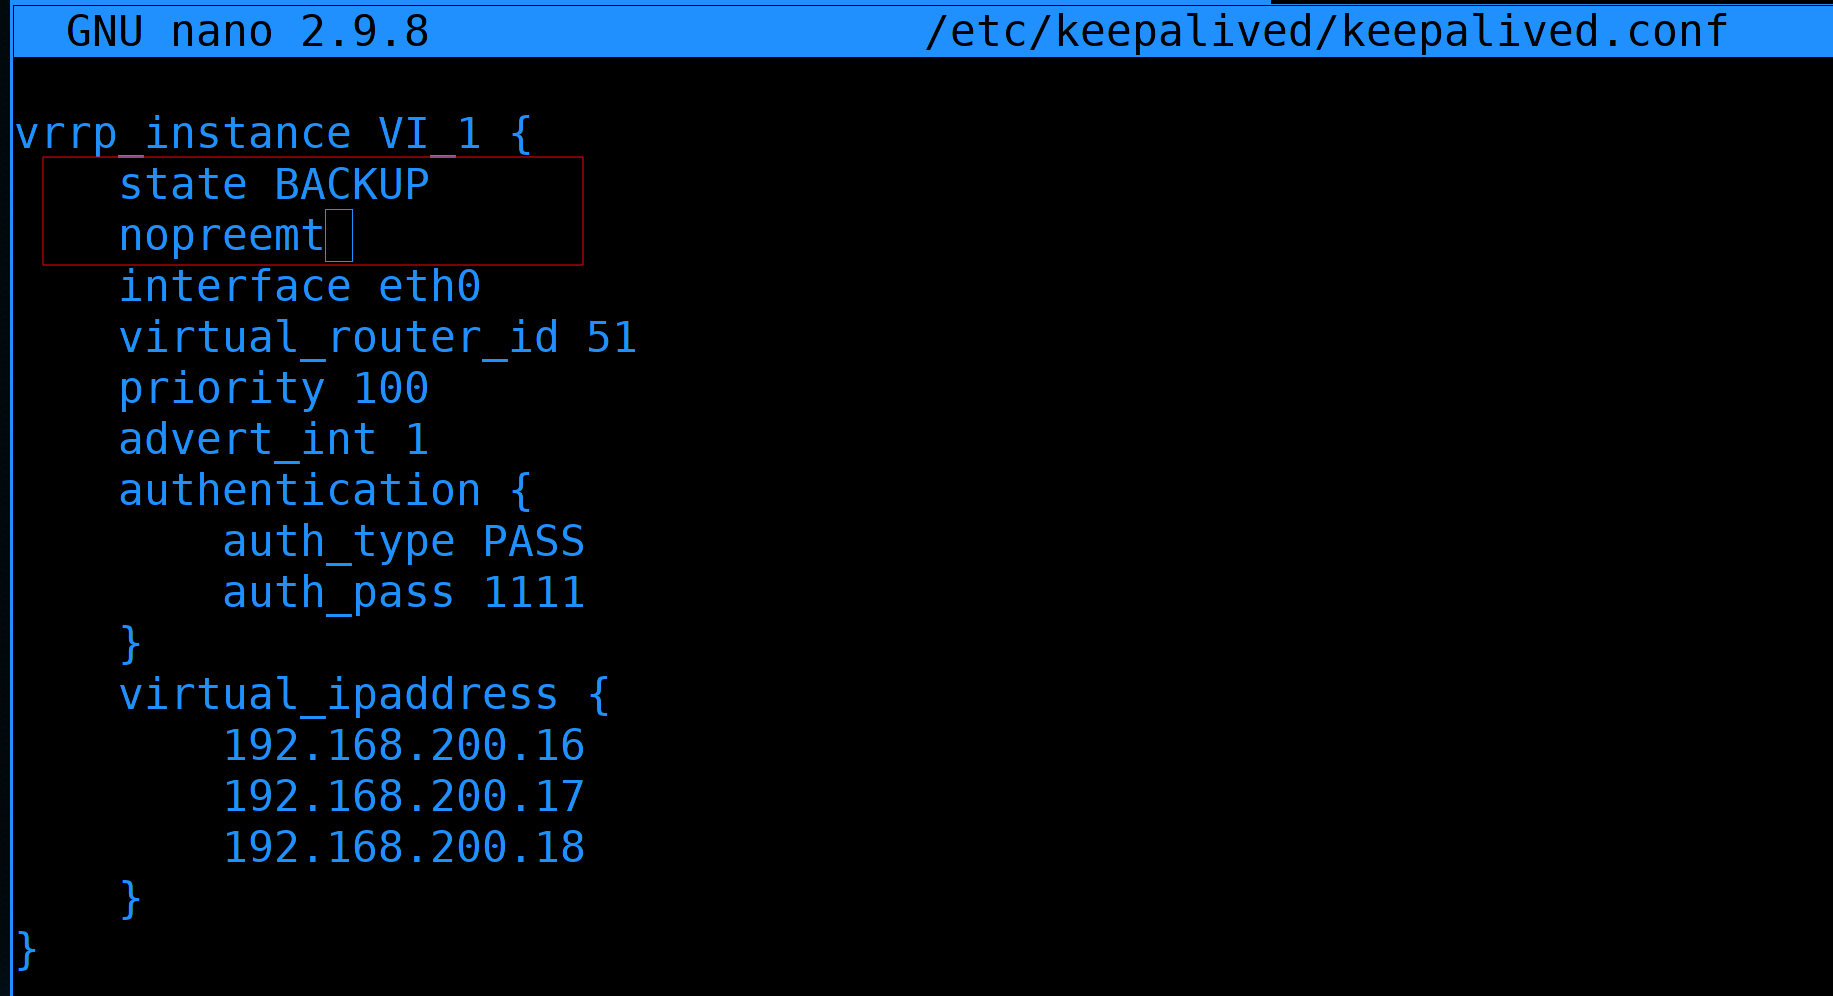 GNU nano 2.9.8 /etc/keepalived/keepalived.conf
vrrp_instance VI_1 {
state BACKUP
nopreemt
interface eth0
virtual_router_id 51
priority 100
advert_int 1
authentication {
auth_type PASS
auth_pass 1111
}
virtual_ipaddress {
192.168.200.16
192.168.200.17
192.168.200.18
}
}